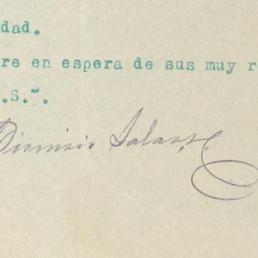 dad.
re en espera de sus muy r
.s.ª.
Dionisio Salas